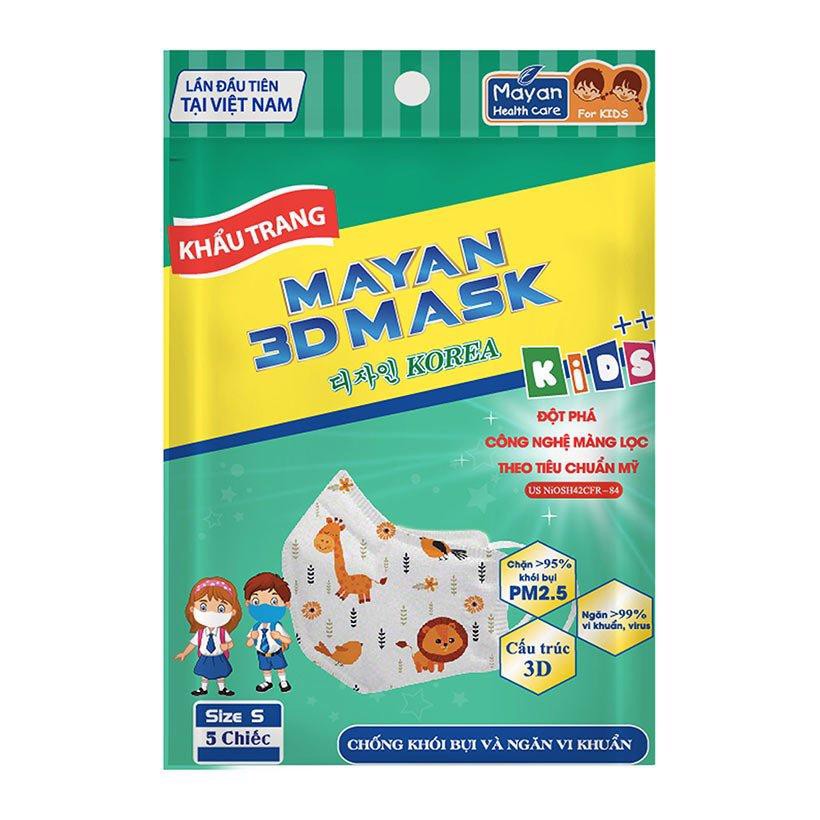 LẦN ĐẦU TIÊN
TẠI VIỆT NAM
Mayan
Health Care
For KIDS
KHẨU TRANG
MAYAN
3D MASK
디자인 KOREA
KiDS++
ĐỘT PHÁ
CÔNG NGHỆ MÀNG LỌC
THEO TIÊU CHUẨN MỸ
US NiOSH42CFR-84
Chặn >95%
khói bụi
PM2.5
Ngăn >99%
vi khuẩn, virus
Cấu trúc
3D
Size S
5 Chiếc
CHỐNG KHÓI BỤI VÀ NGĂN VI KHUẨN